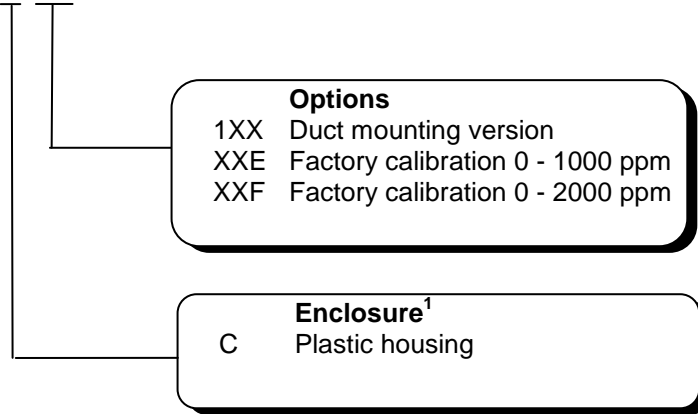 Options
1XX Duct mounting version
XXE Factory calibration 0 - 1000 ppm
XXF Factory calibration 0 - 2000 ppm
Enclosure¹
C Plastic housing